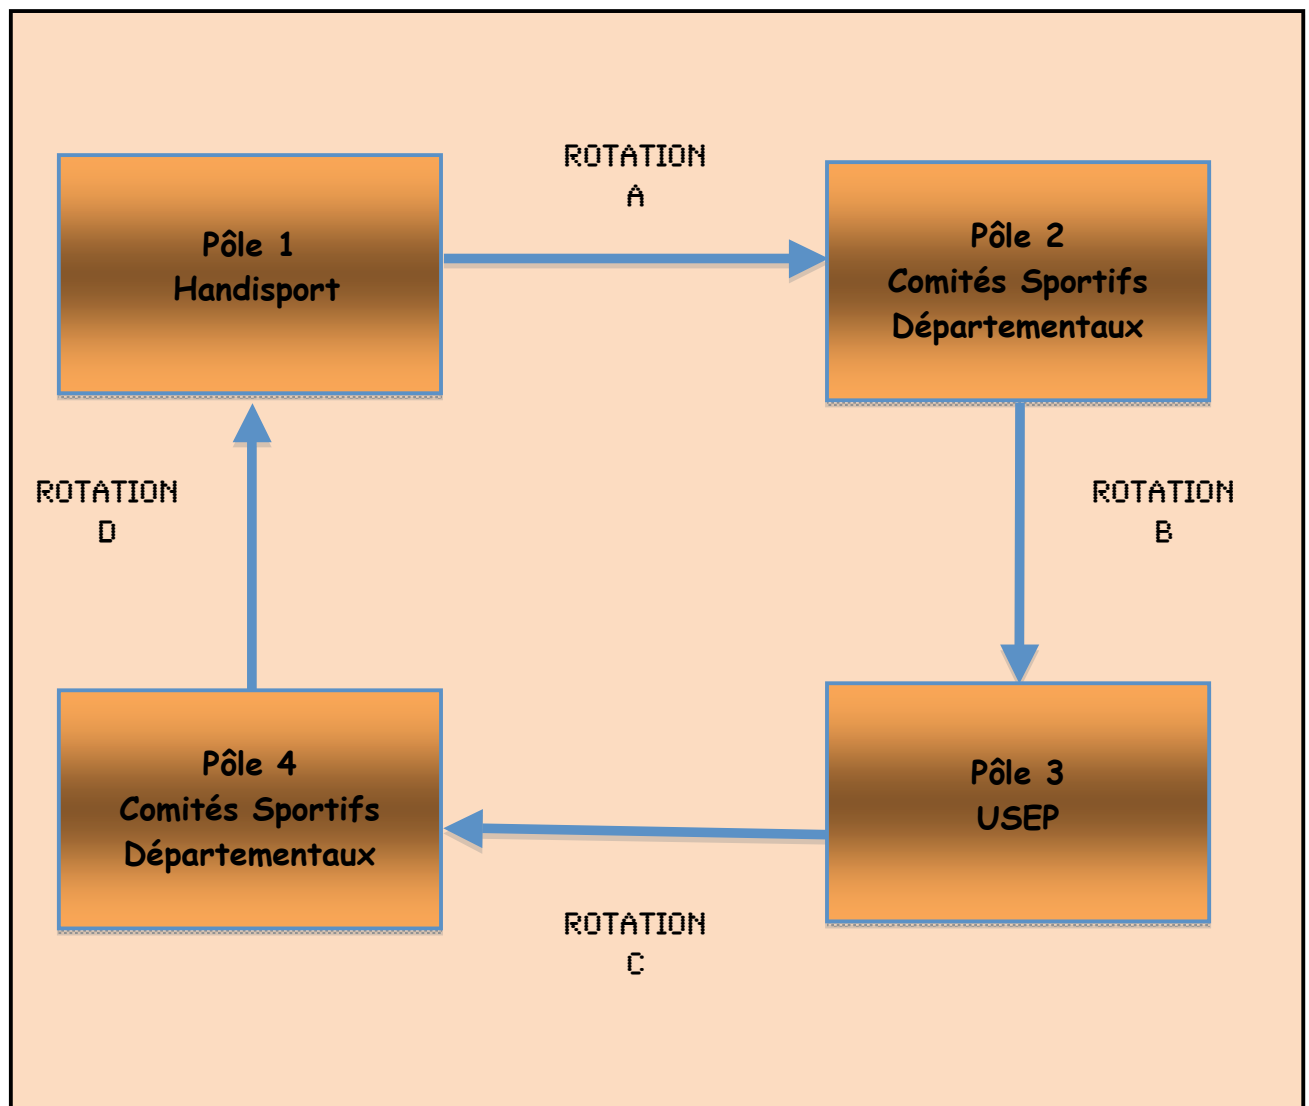 ROTATION
A
Pôle 1
Handisport
Pôle 2
Comités Sportifs
Départementaux
ROTATION
D
ROTATION
B
Pôle 4
Comités Sportifs
Départementaux
Pôle 3
USEP
ROTATION
C